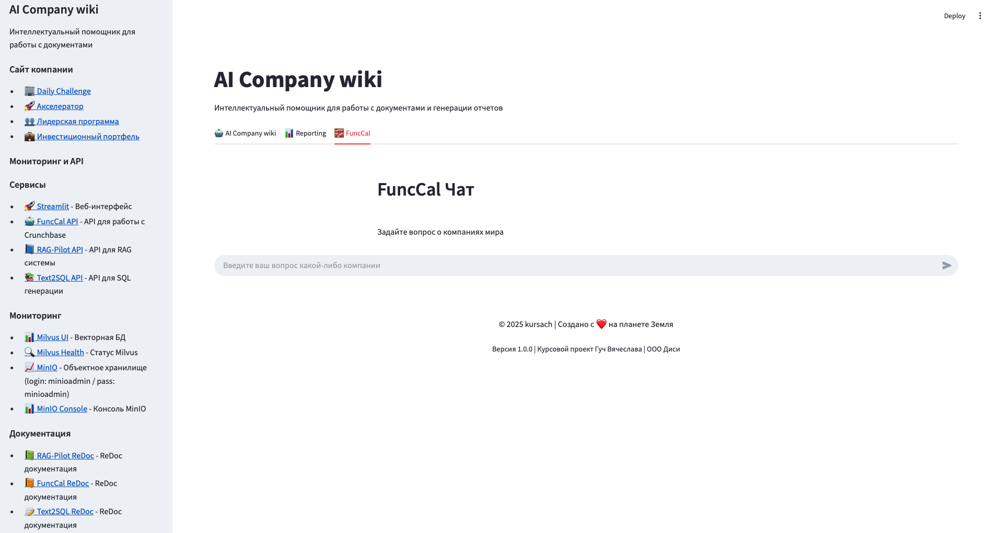 AI Company wiki
Интеллектуальный помощник для
работы с документами
Сайт компании
Daily Challenge
Акселератор
Лидерская программа
Инвестиционный портфель
Мониторинг и API
Сервисы
Streamlit - Веб-интерфейс
FuncCal API - API для работы с
Crunchbase
RAG-Pilot API - API для RAG
системы
Text2SQL API - API для SQL
генерации
Мониторинг
Milvus UI - Векторная БД
Milvus Health - Статус Milvus
MinIO - Объектное хранилище
(login: minioadmin / pass:
minioadmin)
MinIO Console - Консоль MinIO
Документация
RAG-Pilot ReDoc - ReDoc
документация
FuncCal ReDoc - ReDoc
документация
Text2SQL ReDoc - ReDoc
документация
Deploy
AI Company wiki
Интеллектуальный помощник для работы с документами и генерации отчетов
AI Company wiki Reporting FuncCal
FuncCal Чат
Задайте вопрос о компаниях мира
Введите ваш вопрос какой-либо компании
© 2025 kursach | Создано с ❤️ на планете Земля
Версия 1.0.0 | Курсовой проект Гуч Вячеслава | ООО Диси